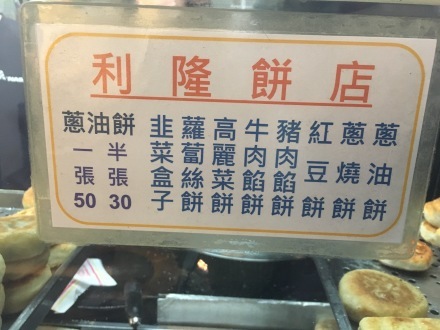 利隆餅店
蔥油餅
蔥燒餅
紅豆餅
豬肉餡餅
牛肉餡餅
高麗菜餅
蘿蔔絲餅
韭菜盒子
蔥油餅
半張30
一張50